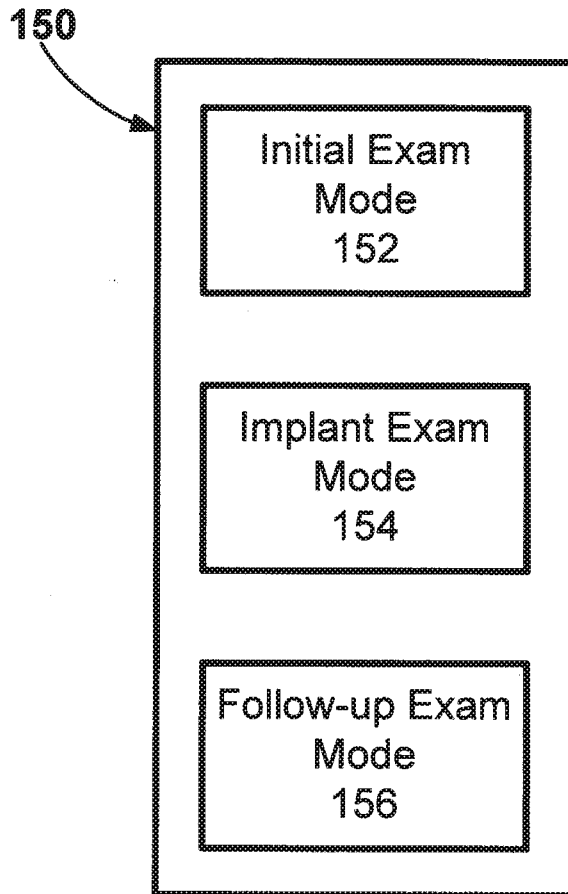 150
Initial Exam
Mode
152
Implant Exam
Mode
154
Follow-up Exam
Mode
156